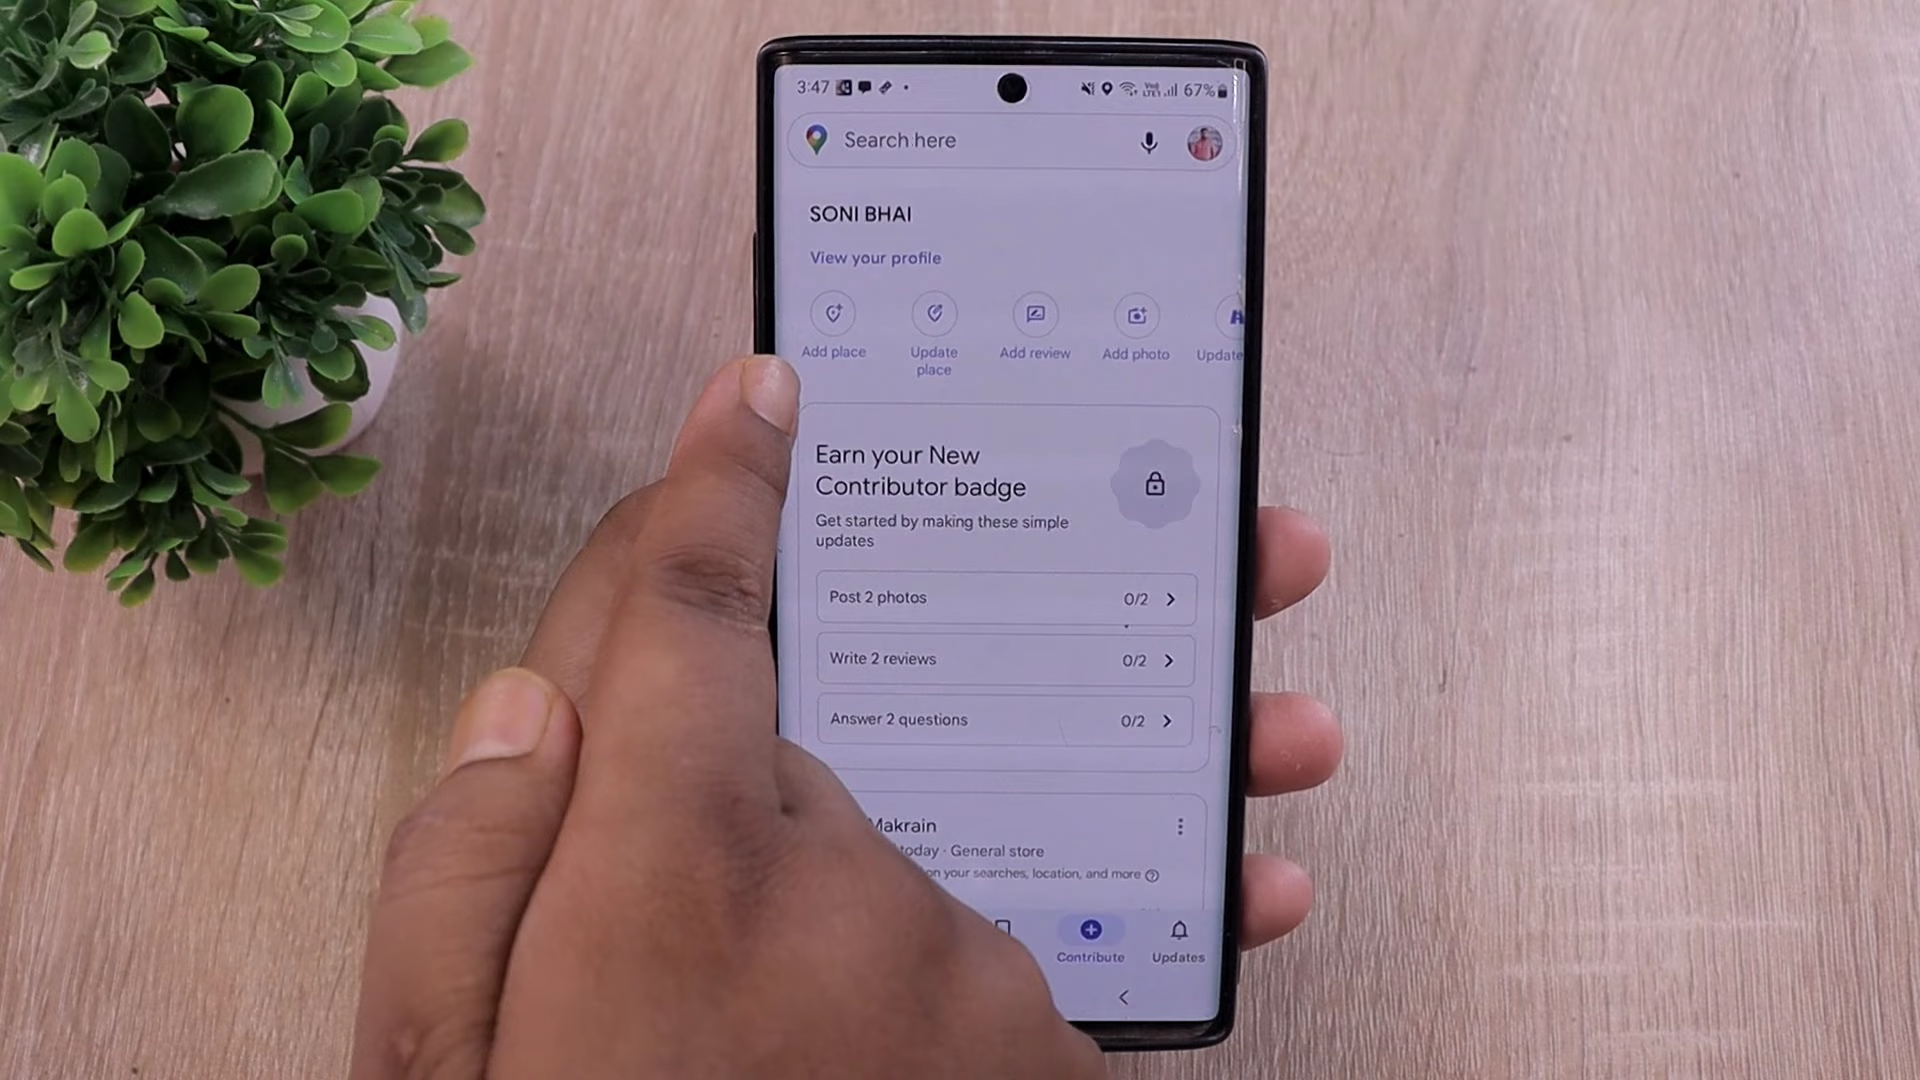 3:47 67%
Search here
SONI BHAI
View your profile
Add place
Update
place
Add review
Add photo
Update
Earn your New
Contributor badge
Get started by making these simple
updates
Post 2 photos 0/2
Write 2 reviews 0/2
Answer 2 questions 0/2
Makrain
today · General store
on your searches, location, and more
Contribute
Updates